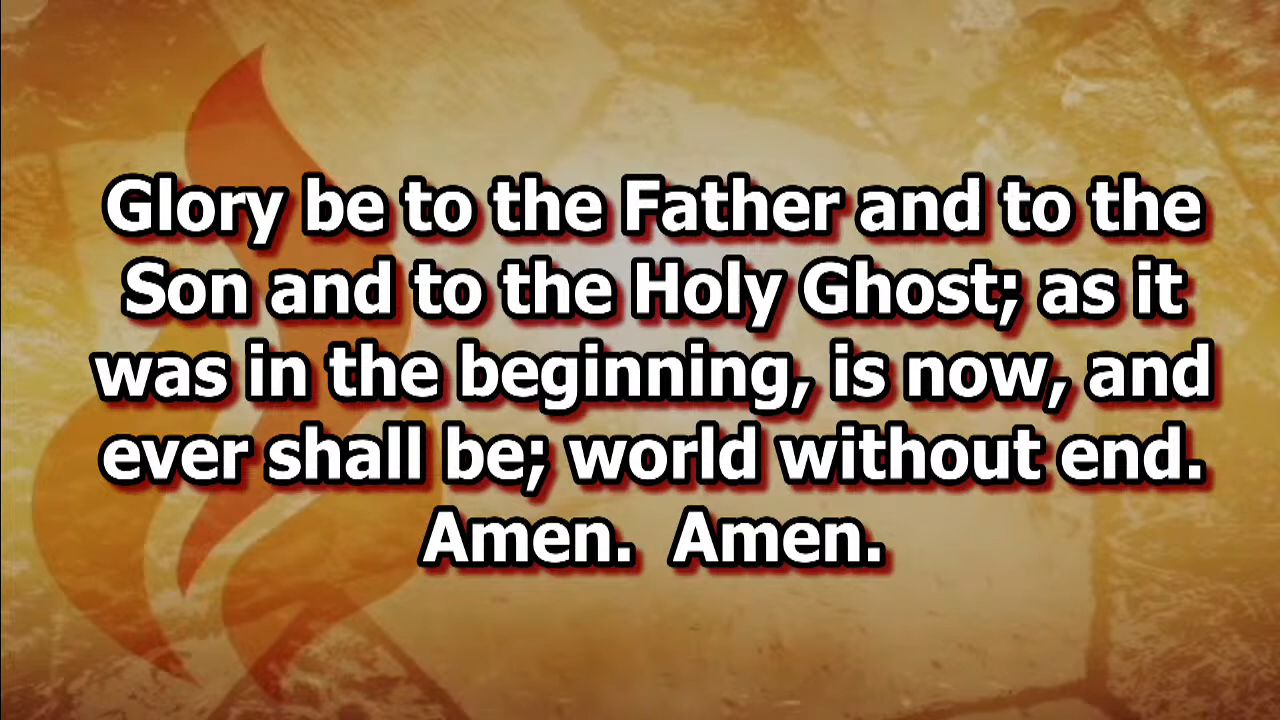 Glory be to the Father and to the
Son and to the Holy Ghost; as it
was in the beginning, is now, and
ever shall be; world without end.
Amen.  Amen.